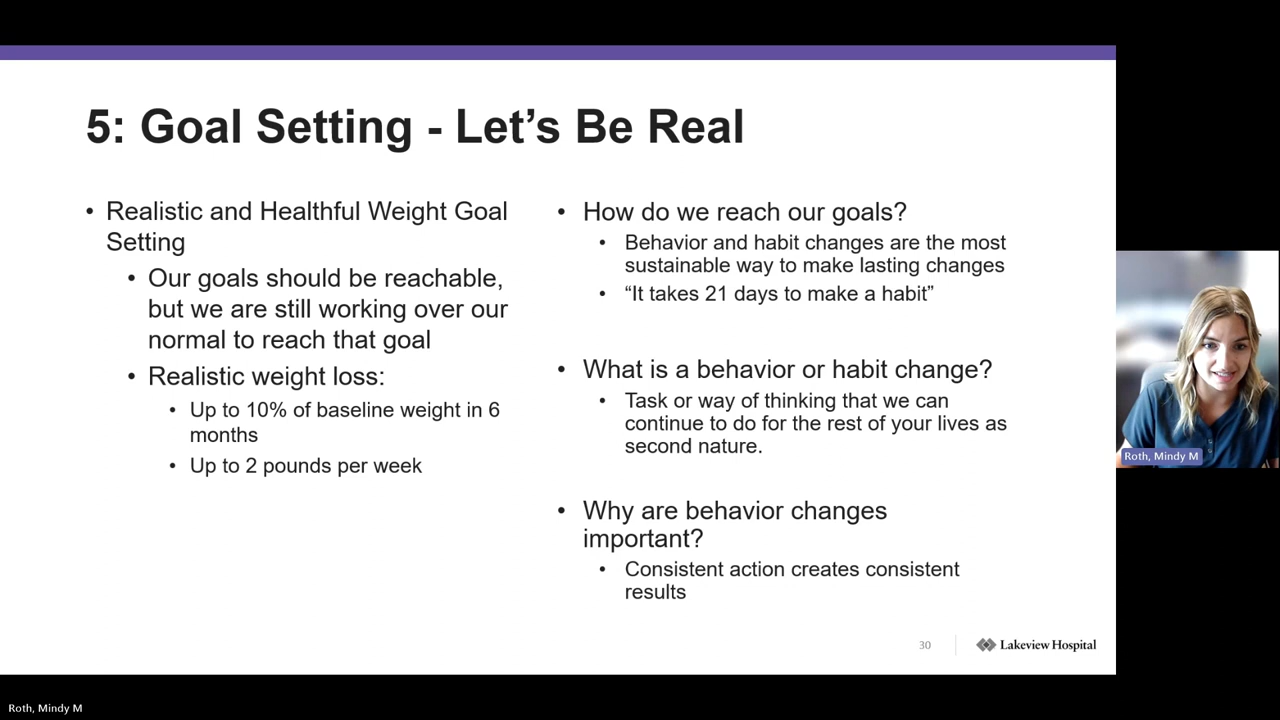 5: Goal Setting - Let’s Be Real
• Realistic and Healthful Weight Goal
Setting
• Our goals should be reachable,
but we are still working over our
normal to reach that goal
• Realistic weight loss:
• Up to 10% of baseline weight in 6
months
• Up to 2 pounds per week
• How do we reach our goals?
• Behavior and habit changes are the most
sustainable way to make lasting changes
• “It takes 21 days to make a habit”
• What is a behavior or habit change?
• Task or way of thinking that we can
continue to do for the rest of your lives as
second nature.
• Why are behavior changes
important?
• Consistent action creates consistent
results
30
Lakeview Hospital
Roth, Mindy M
Roth, Mindy M